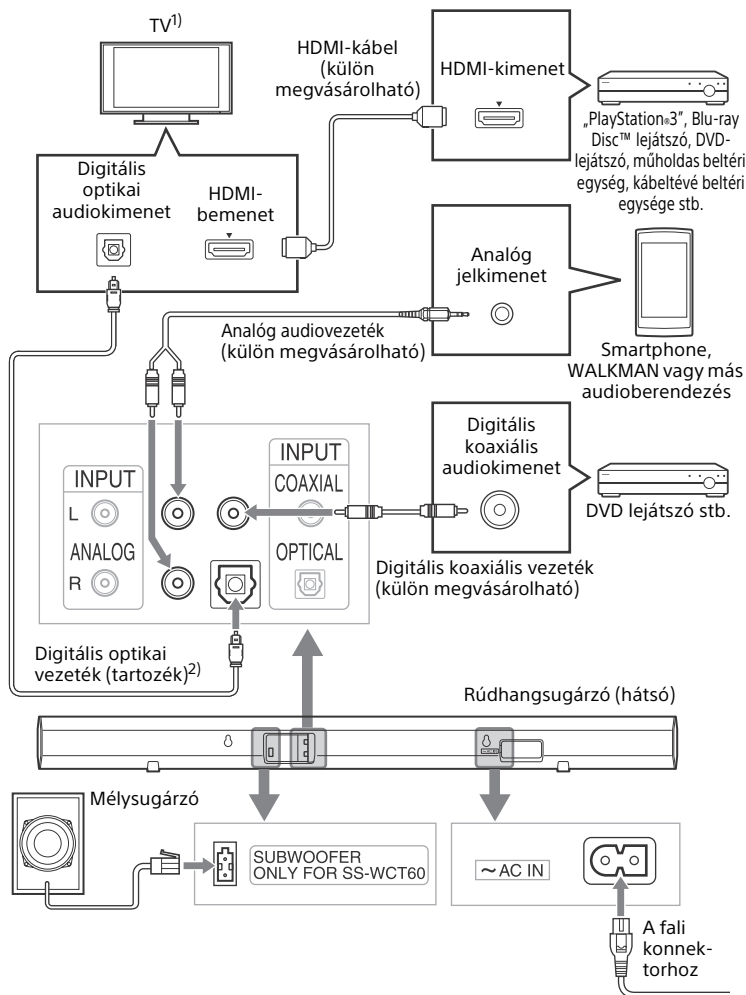 TV1)
HDMI-kábel
(külön
megvásárolható)
HDMI-kimenet
„PlayStation®3”, Blu-ray
Disc™ lejátszó, DVD-
lejátszó, műholdas beltéri
egység, kábeltévé beltéri
egysége stb.
Digitális
optikai
audiokimenet
HDMI-
bemenet
Analóg
jelkimenet
Analóg audiovezeték
(külön megvásárolható)
Smartphone,
WALKMAN vagy más
audioberendezés
Digitális
koaxiális
audiokimenet
DVD lejátszó stb.
INPUT
L
ANALOG
R
INPUT
COAXIAL
OPTICAL
Digitális koaxiális vezeték
(külön megvásárolható)
Digitális optikai
vezeték (tartozék)2)
Rúdhangsugárzó (hátsó)
Mélysugárzó
SUBWOOFER
ONLY FOR SS-WCT60
~ AC IN
A fali
konnek-
torhoz